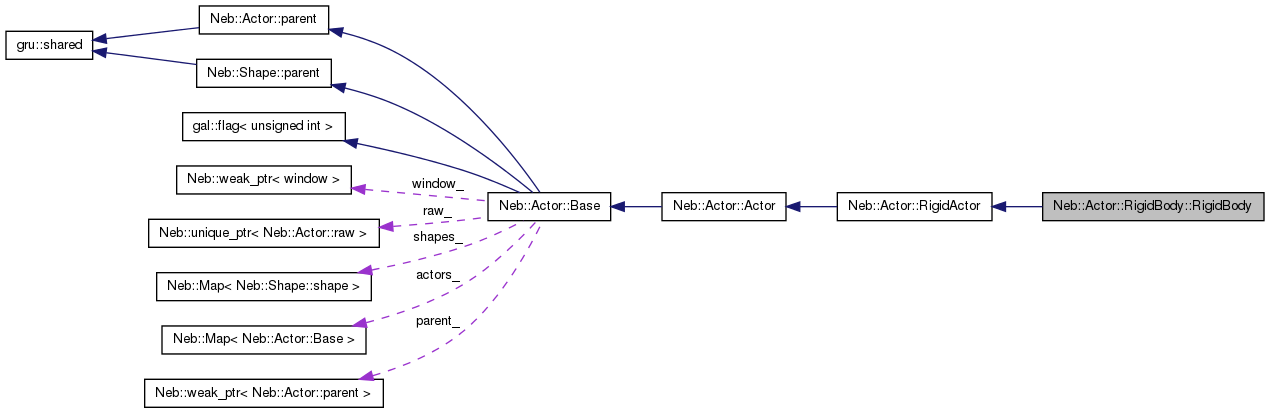 Neb::Actor::parent
gru::shared
Neb::Shape::parent
gal::flag< unsigned int >
Neb::weak_ptr< window >
window_
Neb::Actor::Base
Neb::Actor::Actor
Neb::Actor::RigidActor
Neb::Actor::RigidBody::RigidBody
raw_
Neb::unique_ptr< Neb::Actor::raw >
shapes_
Neb::Map< Neb::Shape::shape >
actors_
Neb::Map< Neb::Actor::Base >
parent_
Neb::weak_ptr< Neb::Actor::parent >